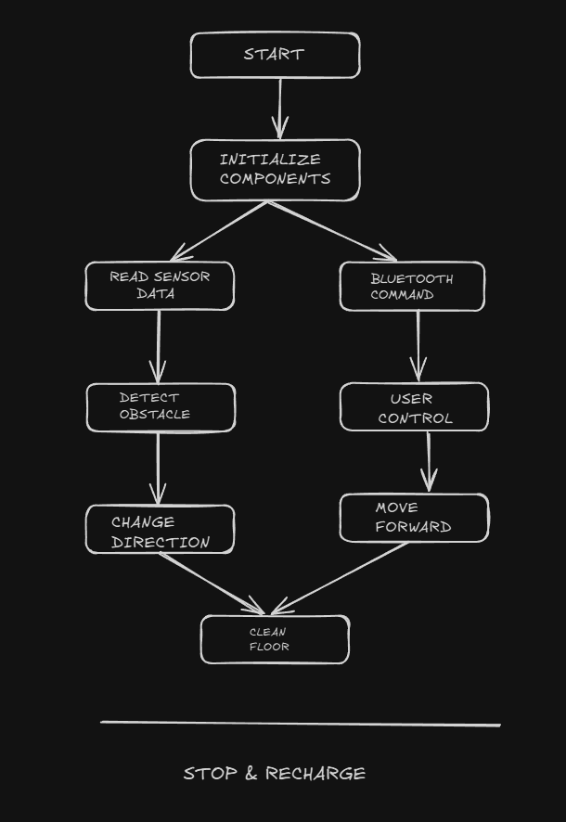 START
INITIALIZE
COMPONENTS
READ SENSOR
DATA
BLUETOOTH
COMMAND
DETECT
OBSTACLE
USER
CONTROL
CHANGE
DIRECTION
MOVE
FORWARD
CLEAN
FLOOR
STOP & RECHARGE